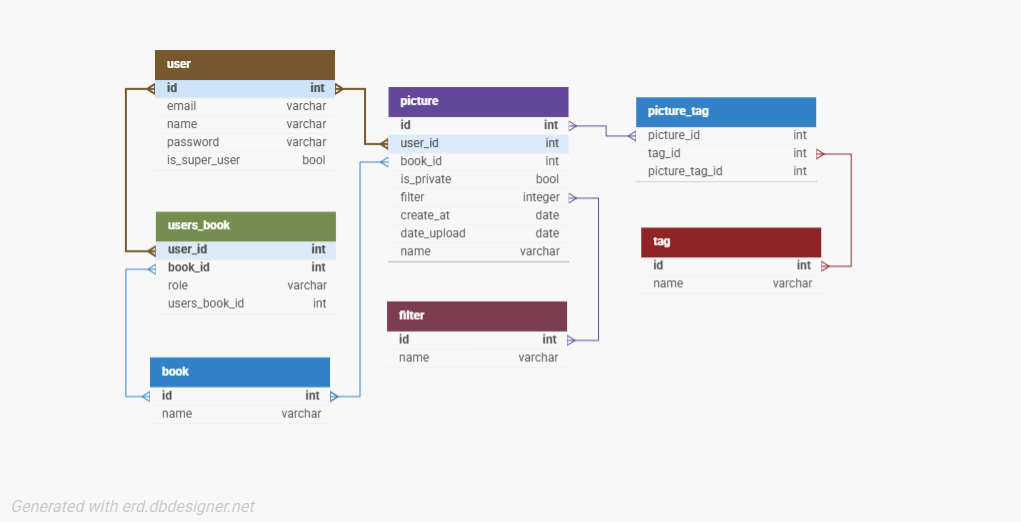 user
id int
email varchar
name varchar
password varchar
is_super_user bool
users_book
user_id int
book_id int
role varchar
users_book_id int
book
id int
name varchar
picture
id int
user_id int
book_id int
is_private bool
filter integer
create_at date
date_upload date
name varchar
filter
id int
name varchar
picture_tag
picture_id int
tag_id int
picture_tag_id int
tag
id int
name varchar
Generated with erd.dbdesigner.net